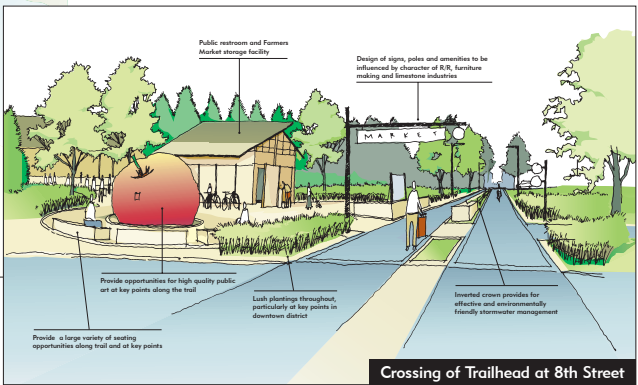 Public restroom and Farmers
Market storage facility
Design of signs, poles and amenities to be
influenced by character of R/R, furniture
making and limestone industries
MARKET
Provide opportunities for high quality public
art at key points along the trail
Lush plantings throughout,
particularly at key points in
downtown district
Inverted crown provides for
effective and environmentally
friendly stormwater management
Provide a large variety of seating
opportunities along trail and at key points
Crossing of Trailhead at 8th Street